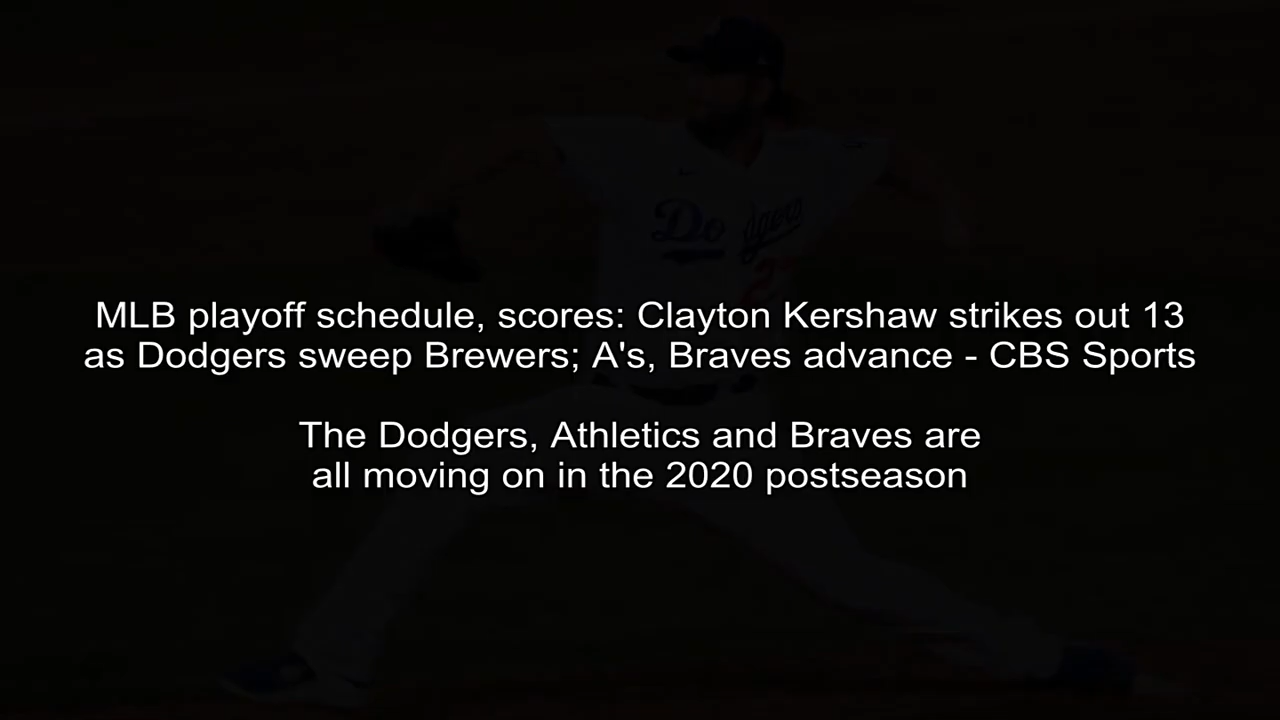 Dodgers
MLB playoff schedule, scores: Clayton Kershaw strikes out 13
as Dodgers sweep Brewers; A's, Braves advance - CBS Sports
The Dodgers, Athletics and Braves are
all moving on in the 2020 postseason